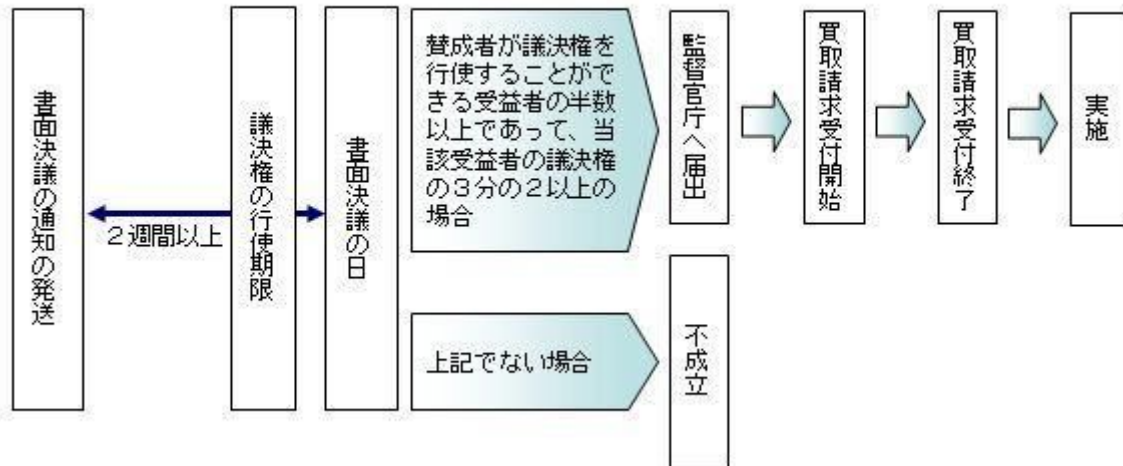 書面決議の通知の発送
２週間以上
議決権の行使期限
書面決議の日
賛成者が議決権を
行使することがで
きる受益者の半数
以上であって、当
該受益者の議決権
の３分の２以上の
場合
監督官庁へ届出
買取請求受付開始
買取請求受付終了
実施
上記でない場合
不成立